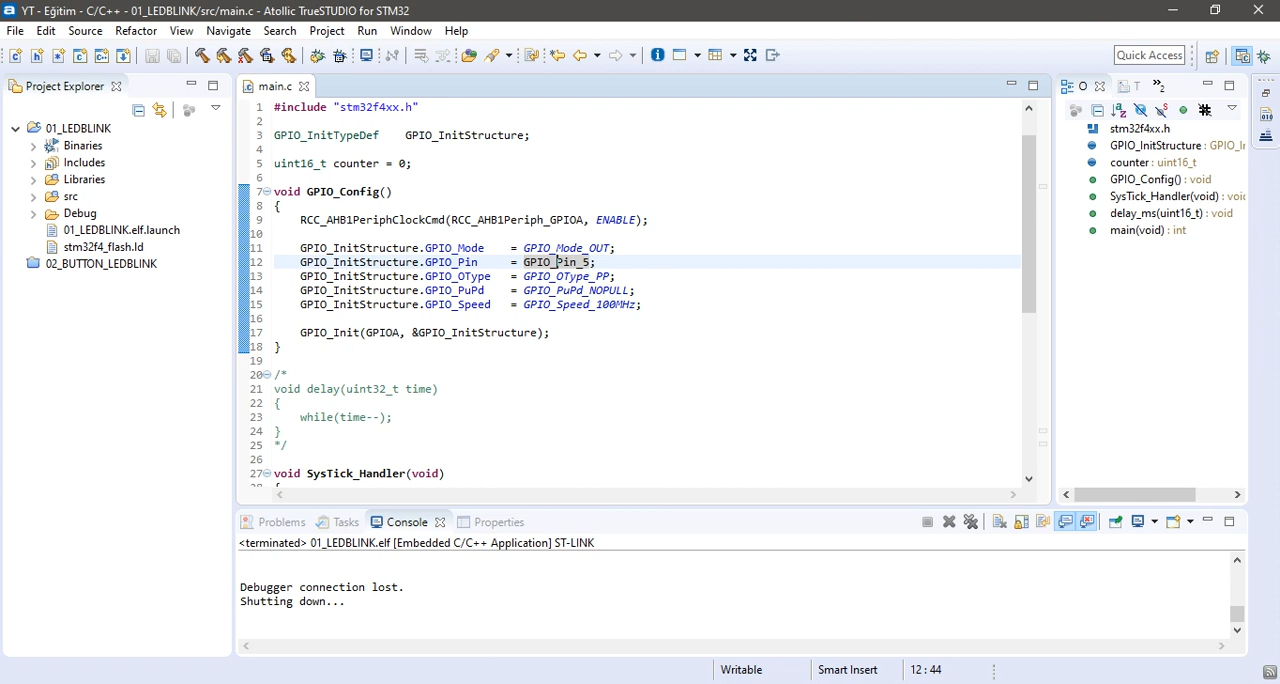 YT - Eğitim - C/C++ - 01_LEDBLINK/src/main.c - Atollic TrueSTUDIO for STM32
File Edit Source Refactor View Navigate Search Project Run Window Help
Quick Access
Project Explorer
01_LEDBLINK
Binaries
Includes
Libraries
src
Debug
01_LEDBLINK.elf.launch
stm32f4_flash.ld
02_BUTTON_LEDBLINK
main.c
1 #include "stm32f4xx.h"
2
3 GPIO_InitTypeDef    GPIO_InitStructure;
4
5 uint16_t counter = 0;
6
7 void GPIO_Config()
8 {
9     RCC_AHB1PeriphClockCmd(RCC_AHB1Periph_GPIOA, ENABLE);
10
11     GPIO_InitStructure.GPIO_Mode    = GPIO_Mode_OUT;
12     GPIO_InitStructure.GPIO_Pin     = GPIO_Pin_5;
13     GPIO_InitStructure.GPIO_OType   = GPIO_OType_PP;
14     GPIO_InitStructure.GPIO_PuPd    = GPIO_PuPd_NOPULL;
15     GPIO_InitStructure.GPIO_Speed   = GPIO_Speed_100MHz;
16
17     GPIO_Init(GPIOA, &GPIO_InitStructure);
18 }
19
20 /*
21 void delay(uint32_t time)
22 {
23     while(time--);
24 }
25 */
26
27 void SysTick_Handler(void)
O T »2
stm32f4xx.h
GPIO_InitStructure : GPIO_I
counter : uint16_t
GPIO_Config() : void
SysTick_Handler(void) : voi
delay_ms(uint16_t) : void
main(void) : int
Problems Tasks Console Properties
<terminated> 01_LEDBLINK.elf [Embedded C/C++ Application] ST-LINK
Debugger connection lost.
Shutting down...
Writable Smart Insert 12 : 44